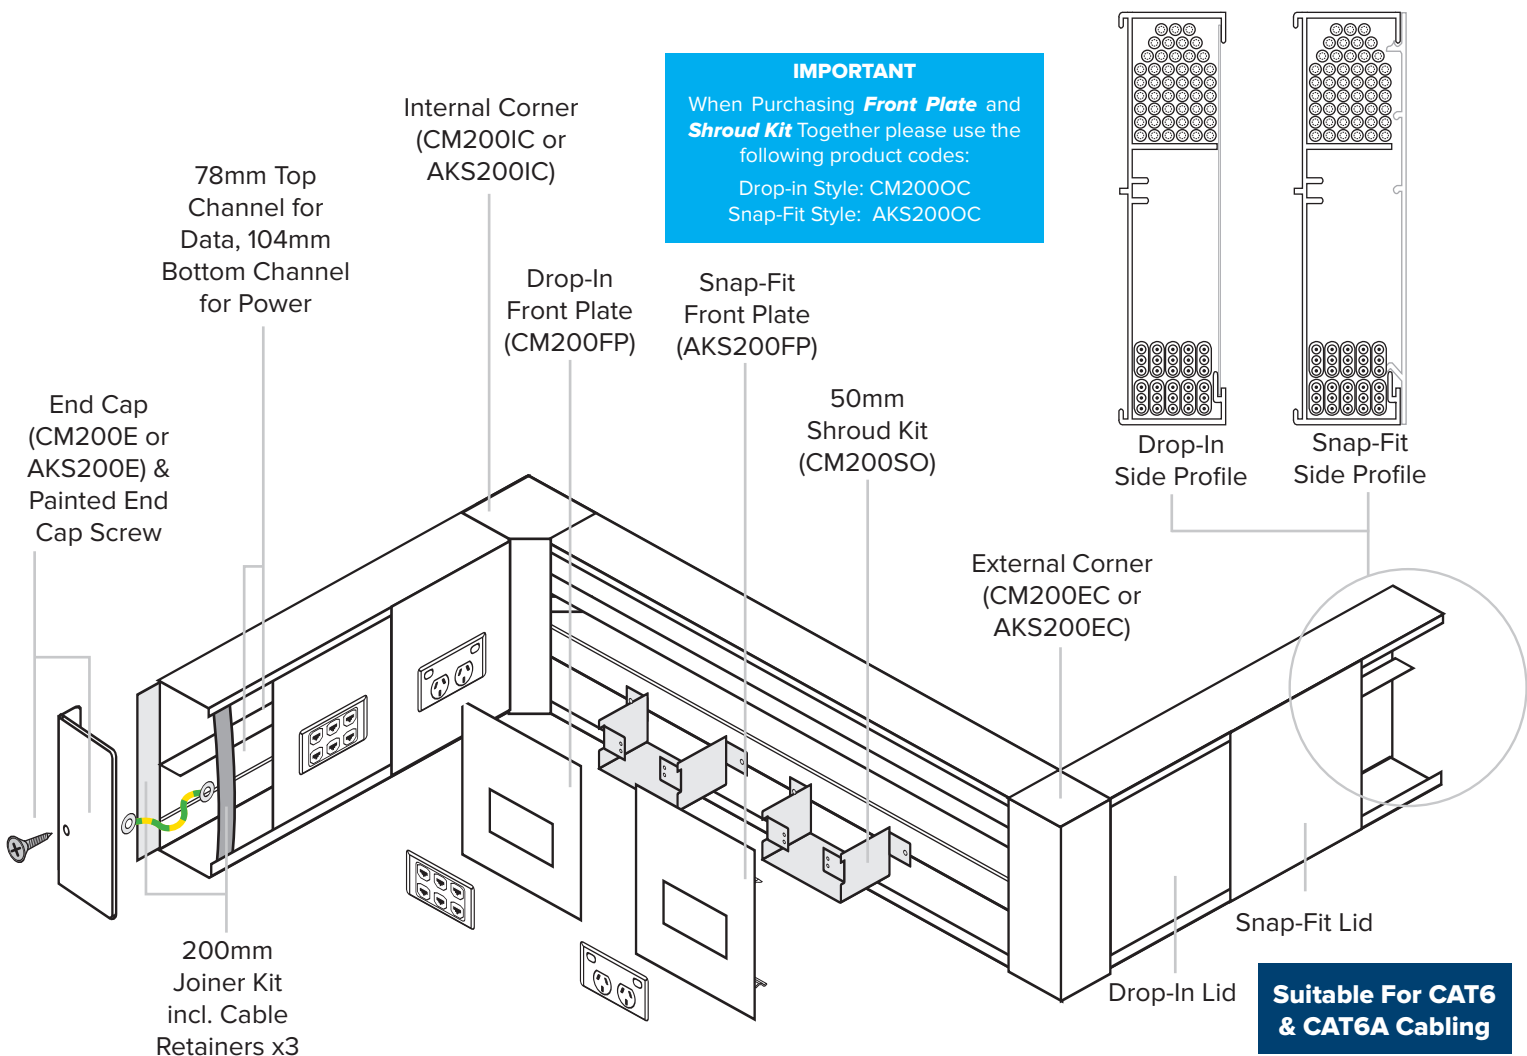 IMPORTANT
When Purchasing Front Plate and
Shroud Kit Together please use the
following product codes:
Drop-in Style: CM200OC
Snap-Fit Style: AKS200OC
Internal Corner
(CM200IC or
AKS200IC)
78mm Top
Channel for
Data, 104mm
Bottom Channel
for Power
Drop-In
Front Plate
(CM200FP)
Snap-Fit
Front Plate
(AKS200FP)
50mm
Shroud Kit
(CM200SO)
End Cap
(CM200E or
AKS200E) &
Painted End
Cap Screw
Drop-In
Side Profile
Snap-Fit
Side Profile
External Corner
(CM200EC or
AKS200EC)
200mm
Joiner Kit
incl. Cable
Retainers x3
Drop-In Lid
Snap-Fit Lid
Suitable For CAT6
& CAT6A Cabling